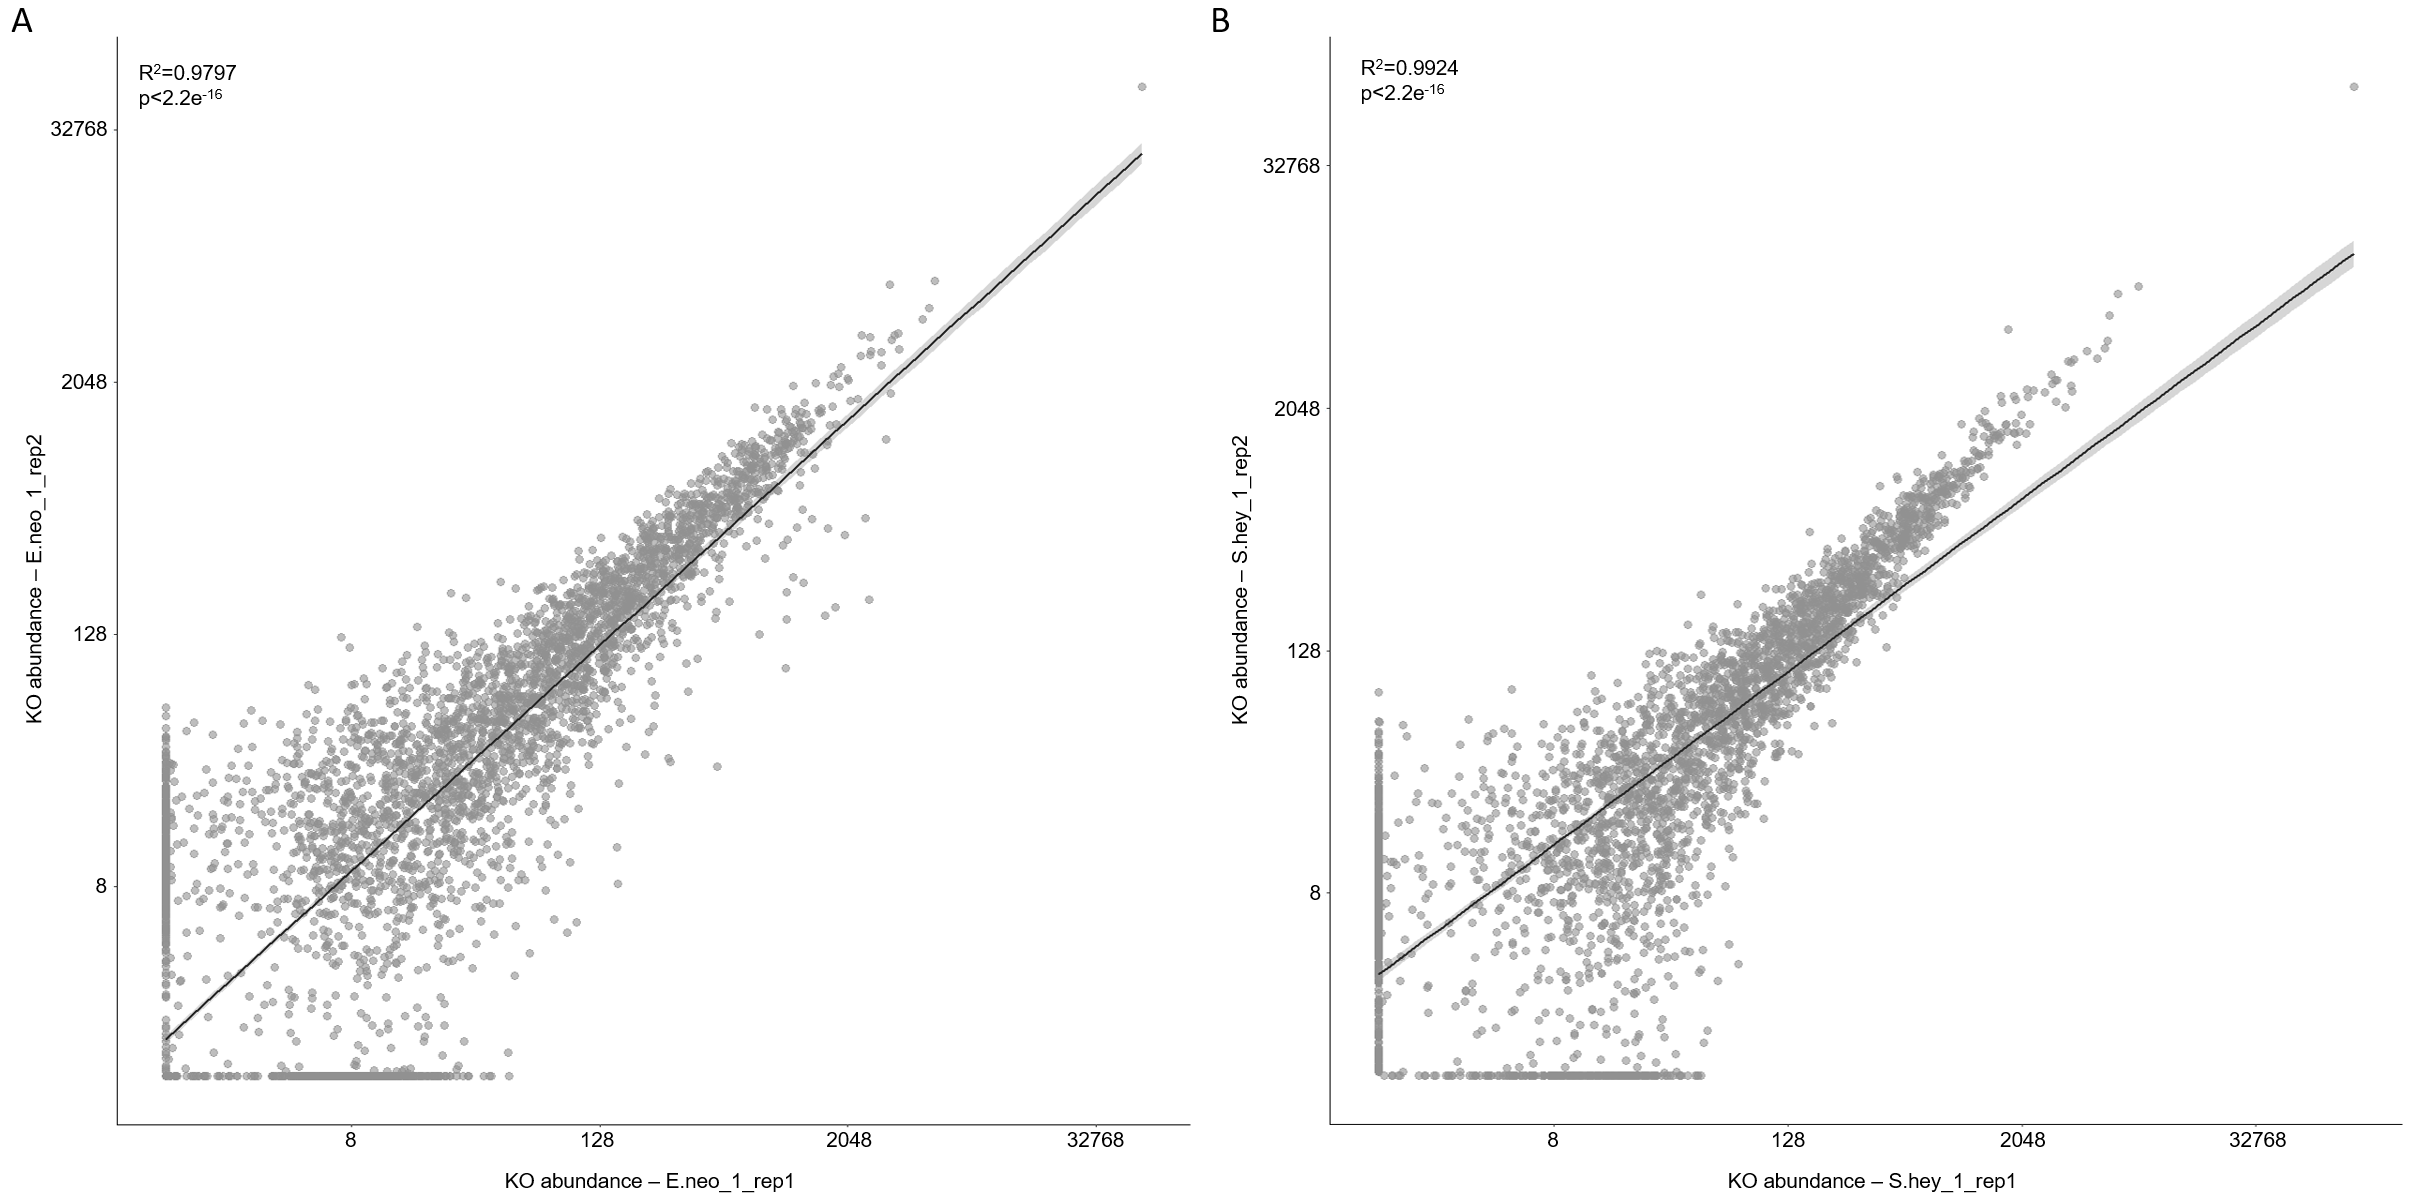 A
R²=0.9797
p<2.2e⁻¹⁶
32768
2048
128
8
KO abundance – E.neo_1_rep2
8 128 2048 32768
KO abundance – E.neo_1_rep1
B
R²=0.9924
p<2.2e⁻¹⁶
32768
2048
128
8
KO abundance – S.hey_1_rep2
8 128 2048 32768
KO abundance – S.hey_1_rep1